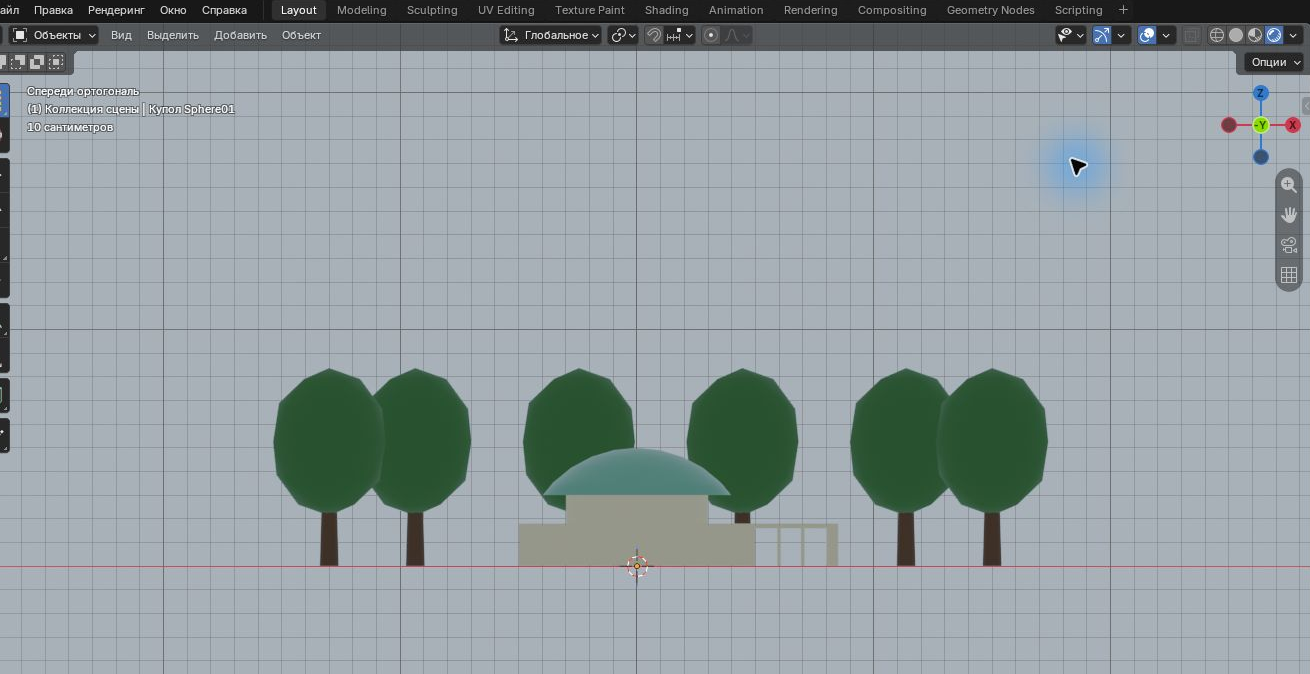 айл Правка Рендеринг Окно Справка Layout Modeling Sculpting UV Editing Texture Paint Shading Animation Rendering Compositing Geometry Nodes Scripting +
Объекты Вид Выделить Добавить Объект Глобальное
Опции
Спереди ортогональ
(1) Коллекция сцены | Купол Sphere01
10 сантиметров
Z
-Y X